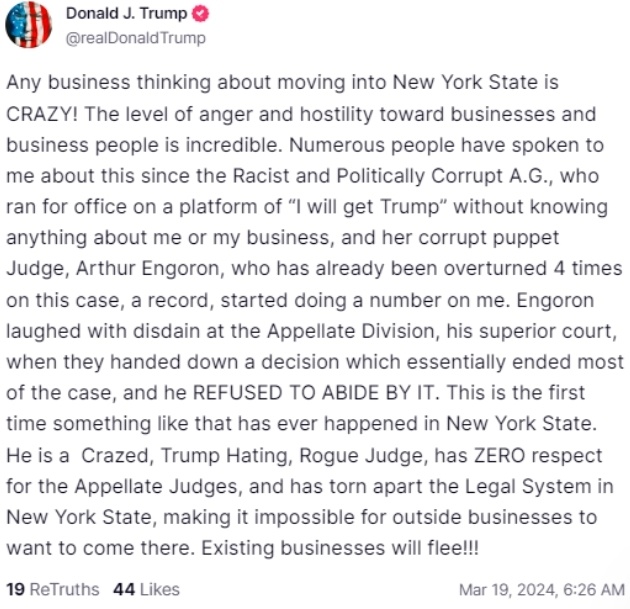 Donald J. Trump
@realDonaldTrump
Any business thinking about moving into New York State is
CRAZY! The level of anger and hostility toward businesses and
business people is incredible. Numerous people have spoken to
me about this since the Racist and Politically Corrupt A.G., who
ran for office on a platform of “I will get Trump” without knowing
anything about me or my business, and her corrupt puppet
Judge, Arthur Engoron, who has already been overturned 4 times
on this case, a record, started doing a number on me. Engoron
laughed with disdain at the Appellate Division, his superior court,
when they handed down a decision which essentially ended most
of the case, and he REFUSED TO ABIDE BY IT. This is the first
time something like that has ever happened in New York State.
He is a  Crazed, Trump Hating, Rogue Judge, has ZERO respect
for the Appellate Judges, and has torn apart the Legal System in
New York State, making it impossible for outside businesses to
want to come there. Existing businesses will flee!!!
19 ReTruths 44 Likes Mar 19, 2024, 6:26 AM